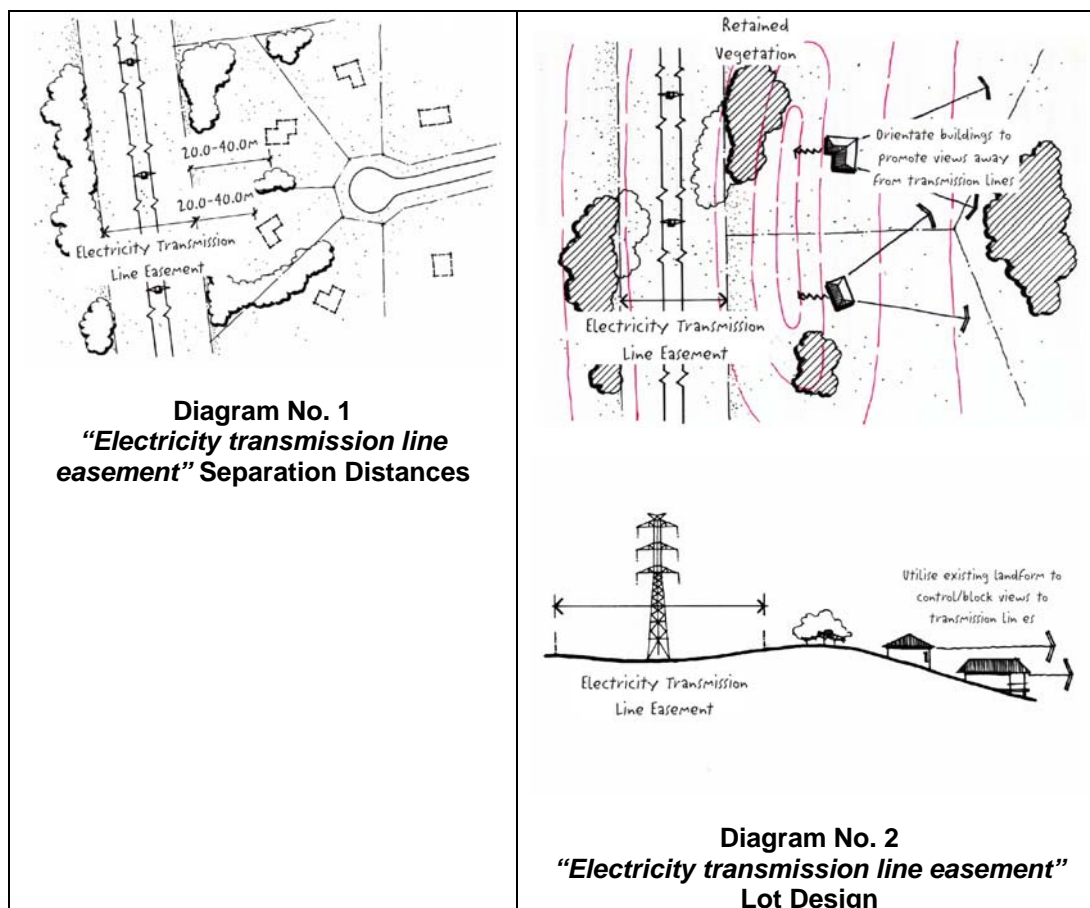 20.0-40.0m
20.0-40.0m
Electricity Transmission
Line Easement
Diagram No. 1
“Electricity transmission line
easement” Separation Distances
Retained
Vegetation
Orientate buildings to
promote views away
from transmission lines
Electricity Transmission
Line Easement
Utilise existing landform to
control/block views to
transmission lin es
Electricity Transmission
Line Easement
Diagram No. 2
“Electricity transmission line easement”
Lot Design